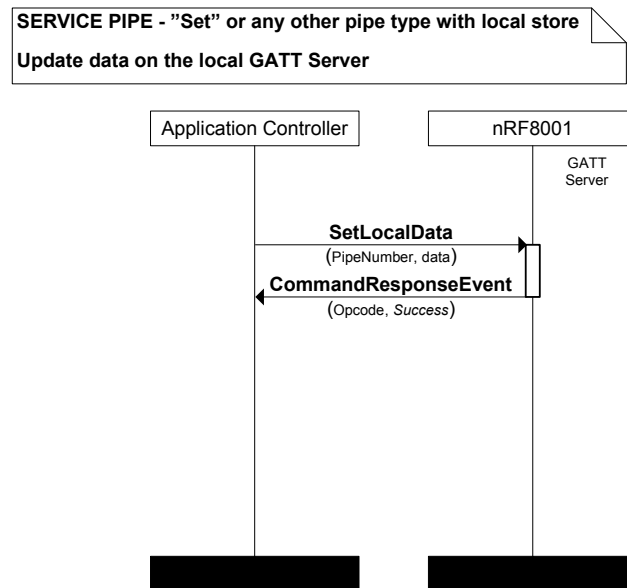 SERVICE PIPE - ”Set” or any other pipe type with local store
Update data on the local GATT Server
Application Controller
nRF8001
GATT
Server
SetLocalData
(PipeNumber, data)
CommandResponseEvent
(Opcode, Success)